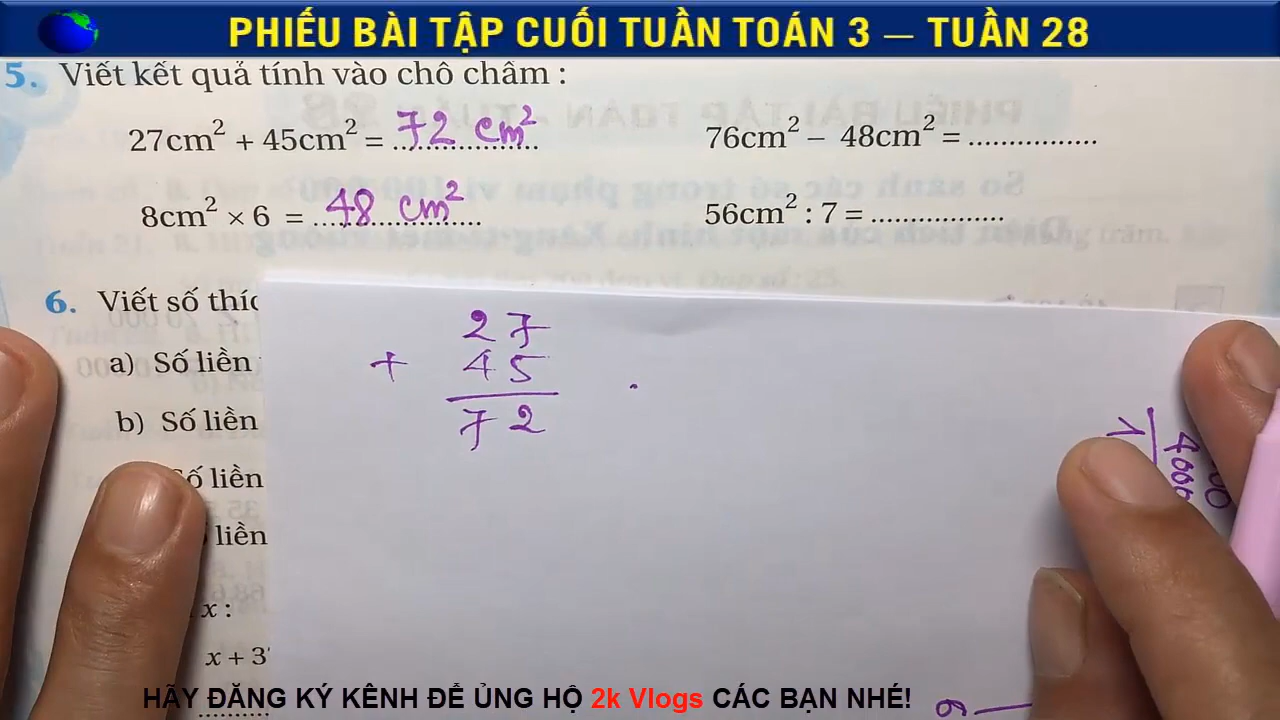 PHIẾU BÀI TẬP CUỐI TUẦN TOÁN 3 — TUẦN 28
5. Viết kết quả tính vào chỗ chấm :
27cm² + 45cm² = 72 cm²
76cm² – 48cm² = ................
8cm² × 6 = 48 cm²
56cm² : 7 = .................
6. Viết số thíc
a) Số liền
b) Số liền
Số liền
liền
x :
x + 3
27
+ 45
72
4000
HÃY ĐĂNG KÝ KÊNH ĐỂ ỦNG HỘ 2k Vlogs CÁC BẠN NHÉ!